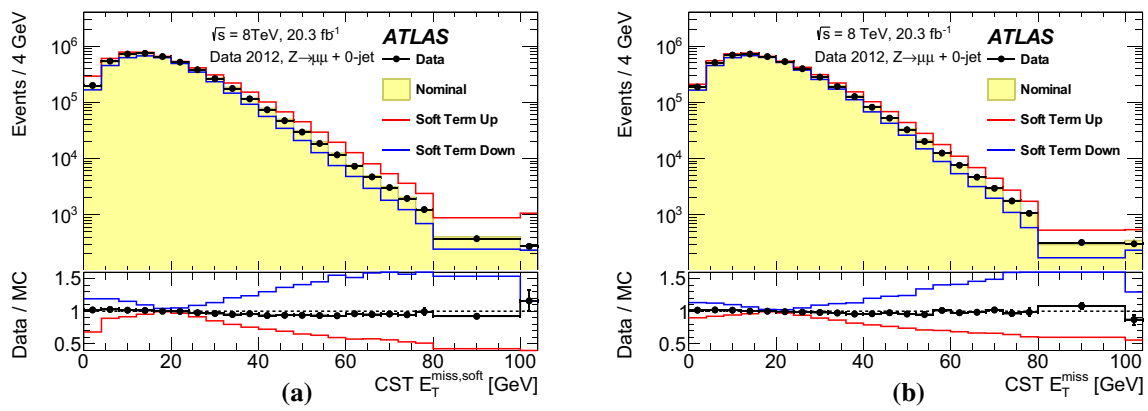 √s = 8TeV, 20.3 fb⁻¹
ATLAS
Data 2012, Z→μμ + 0-jet
Data
Nominal
Soft Term Up
Soft Term Down
Events / 4 GeV
10⁶
10⁵
10⁴
10³
Data / MC
1.5
1
0.5
0 20 40 60 80 100
CST E_T^miss,soft [GeV]
(a)
√s = 8 TeV, 20.3 fb⁻¹
ATLAS
Data 2012, Z→μμ + 0-jet
Data
Nominal
Soft Term Up
Soft Term Down
Events / 4 GeV
10⁶
10⁵
10⁴
10³
Data / MC
1.5
1
0.5
0 20 40 60 80 100
CST E_T^miss [GeV]
(b)